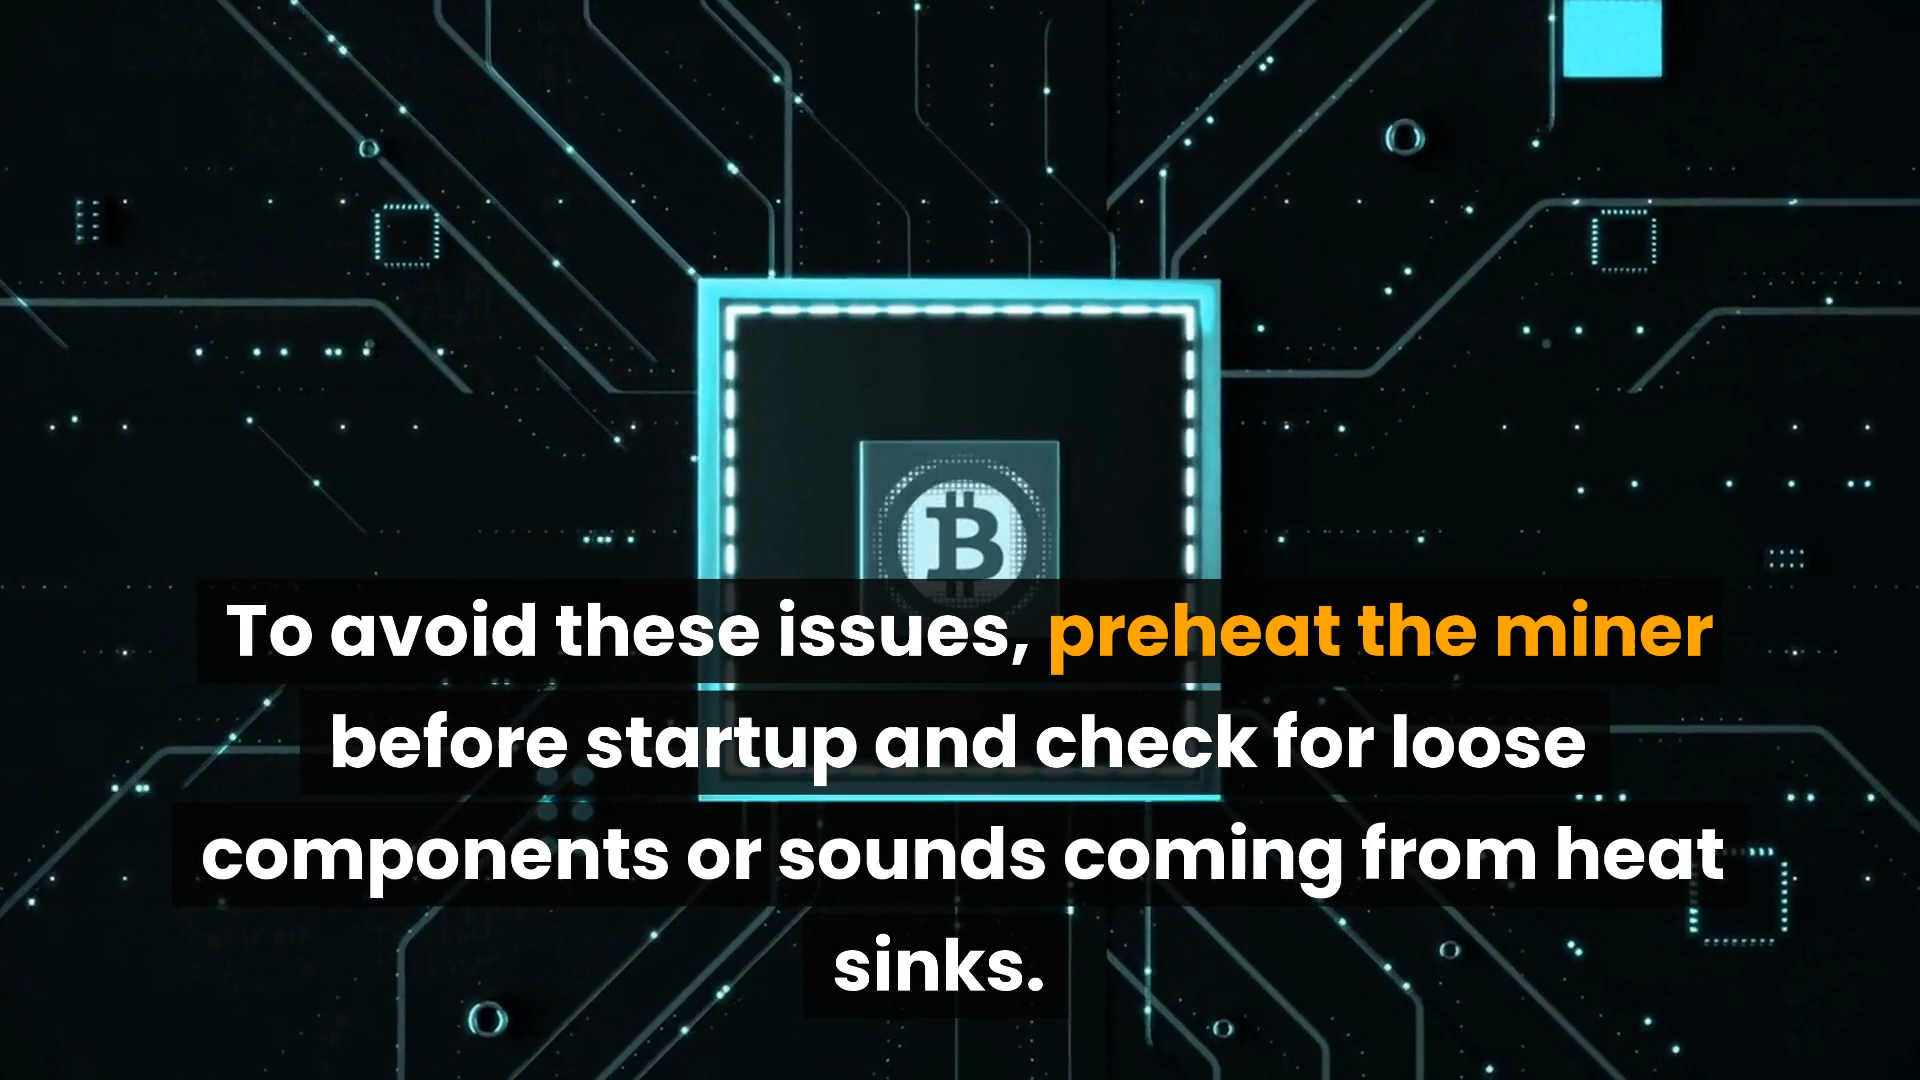 To avoid these issues, preheat the miner
before startup and check for loose
components or sounds coming from heat
sinks.